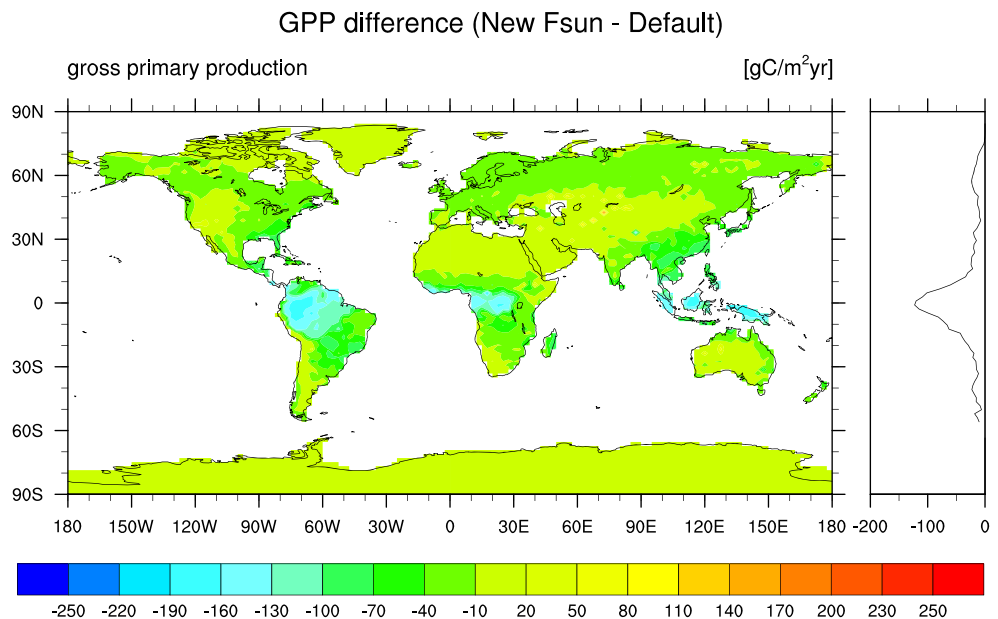 GPP difference (New Fsun - Default)
gross primary production [gC/m²yr]
90N
60N
30N
0
30S
60S
90S
180 150W 120W 90W 60W 30W 0 30E 60E 90E 120E 150E 180 -200 -100 0
-250 -220 -190 -160 -130 -100 -70 -40 -10 20 50 80 110 140 170 200 230 250